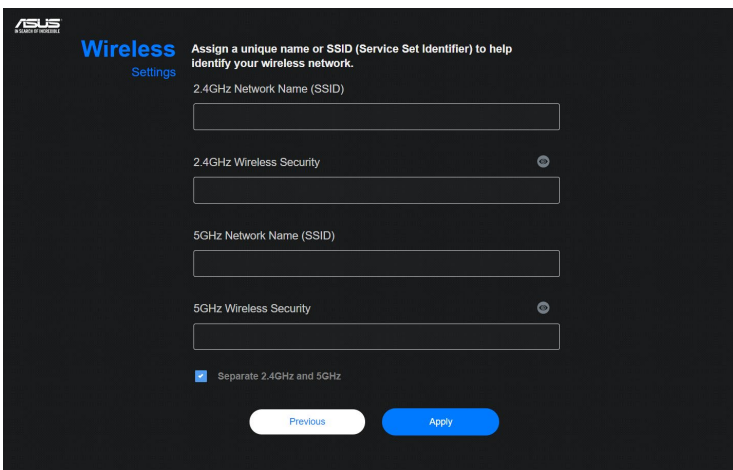 ASUS
IN SEARCH OF INCREDIBLE
Wireless
Settings
Assign a unique name or SSID (Service Set Identifier) to help
identify your wireless network.
2.4GHz Network Name (SSID)
2.4GHz Wireless Security
5GHz Network Name (SSID)
5GHz Wireless Security
Separate 2.4GHz and 5GHz
Previous
Apply